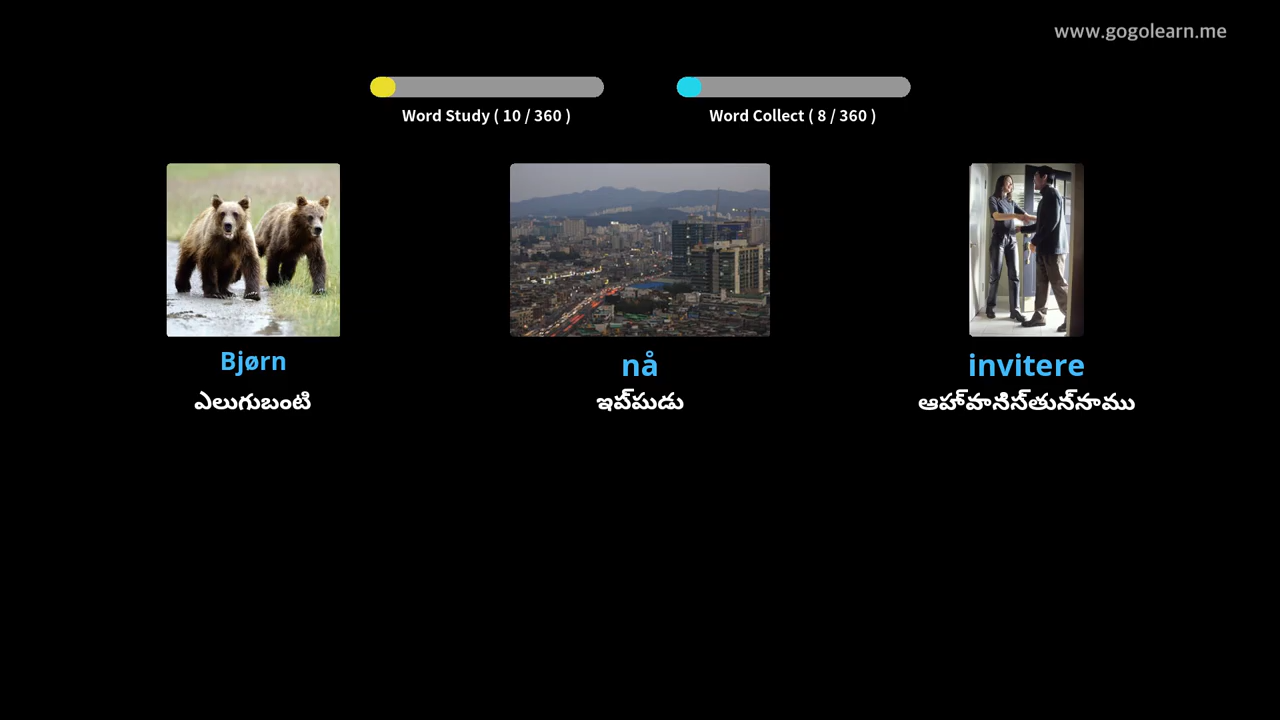 www.gogolearn.me
Word Study ( 10 / 360 )
Word Collect ( 8 / 360 )
Bjørn
nå
invitere
ఎలుగుబంటి
ఇప్పుడు
ఆహ్వానిస్తున్నాము